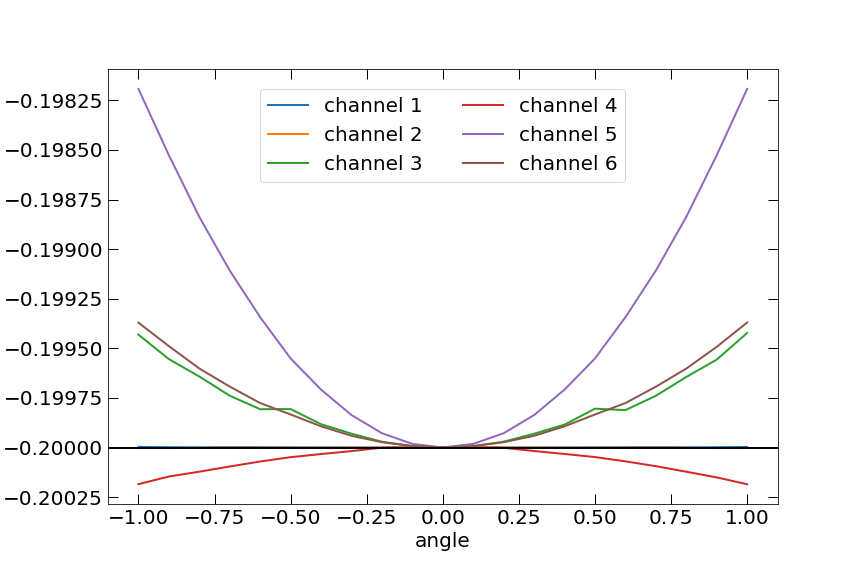 channel 1
channel 4
channel 2
channel 5
channel 3
channel 6
−0.19825
−0.19850
−0.19875
−0.19900
−0.19925
−0.19950
−0.19975
−0.20000
−0.20025
−1.00 −0.75 −0.50 −0.25 0.00 0.25 0.50 0.75 1.00
angle